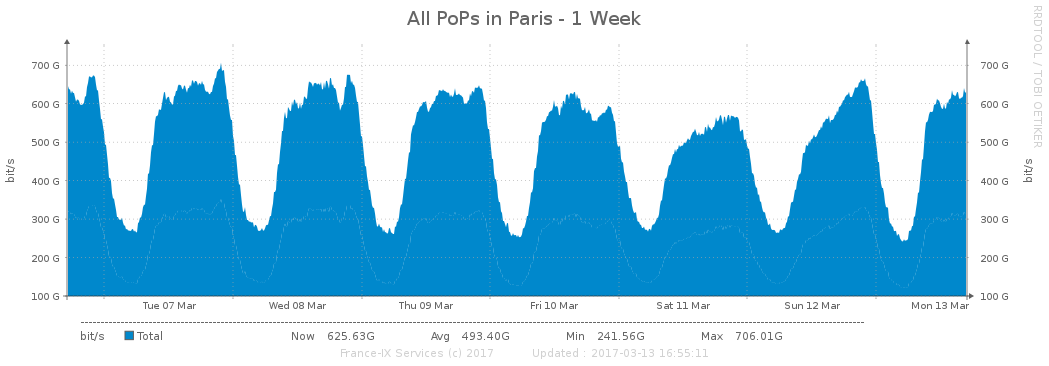 All PoPs in Paris - 1 Week
RRDTOOL / TOBI OETIKER
bit/s
700 G
600 G
500 G
400 G
300 G
200 G
100 G
700 G
600 G
500 G
400 G
300 G
200 G
100 G
bit/s
Tue 07 Mar Wed 08 Mar Thu 09 Mar Fri 10 Mar Sat 11 Mar Sun 12 Mar Mon 13 Mar
bit/s Total Now 625.63G Avg 493.40G Min 241.56G Max 706.01G
France-IX Services (c) 2017 Updated : 2017-03-13 16:55:11